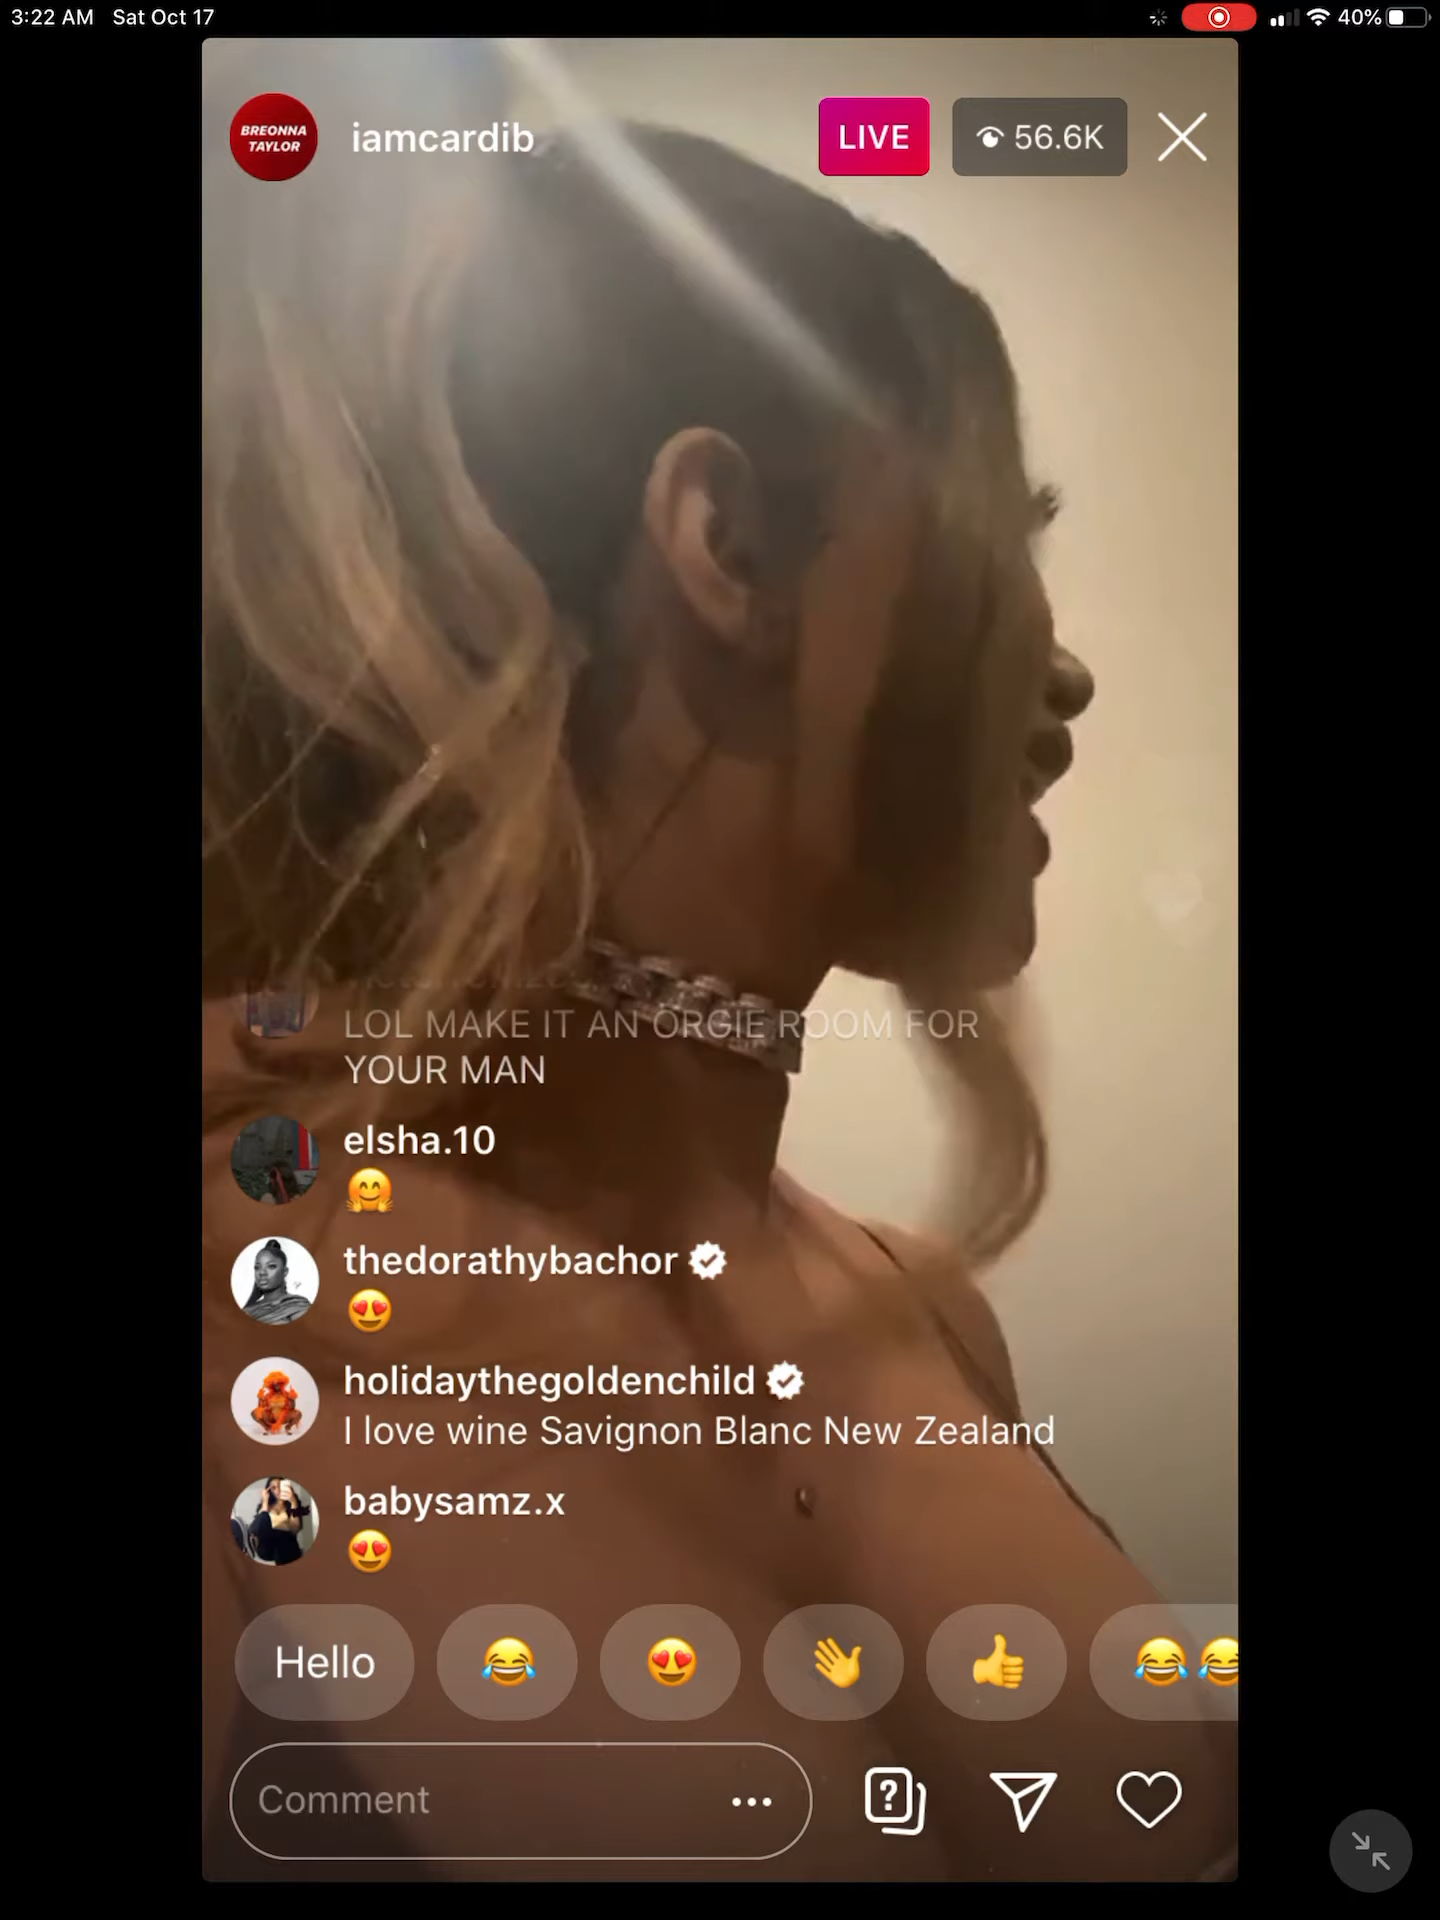 3:22 AM Sat Oct 17
40%
BREONNA
TAYLOR
iamcardib
LIVE
56.6K
LOL MAKE IT AN ORGIE ROOM FOR
YOUR MAN
elsha.10
🤗
thedorathybachor
😍
holidaythegoldenchild
I love wine Savignon Blanc New Zealand
babysamz.x
😍
Hello 😂 😍 👋 👍 😂😂
Comment